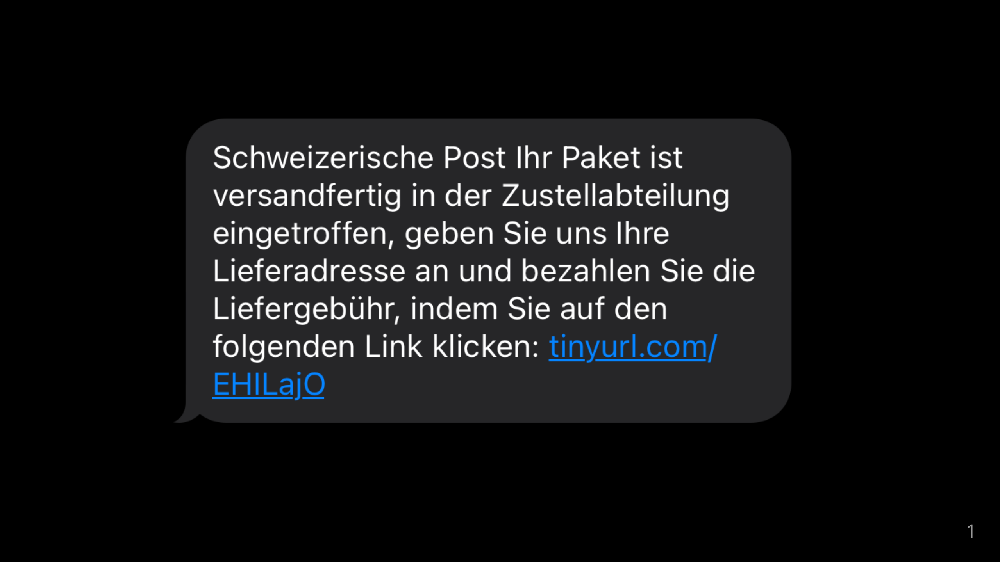 Schweizerische Post Ihr Paket ist
versandfertig in der Zustellabteilung
eingetroffen, geben Sie uns Ihre
Lieferadresse an und bezahlen Sie die
Liefergebühr, indem Sie auf den
folgenden Link klicken: tinyurl.com/
EHILajO
1